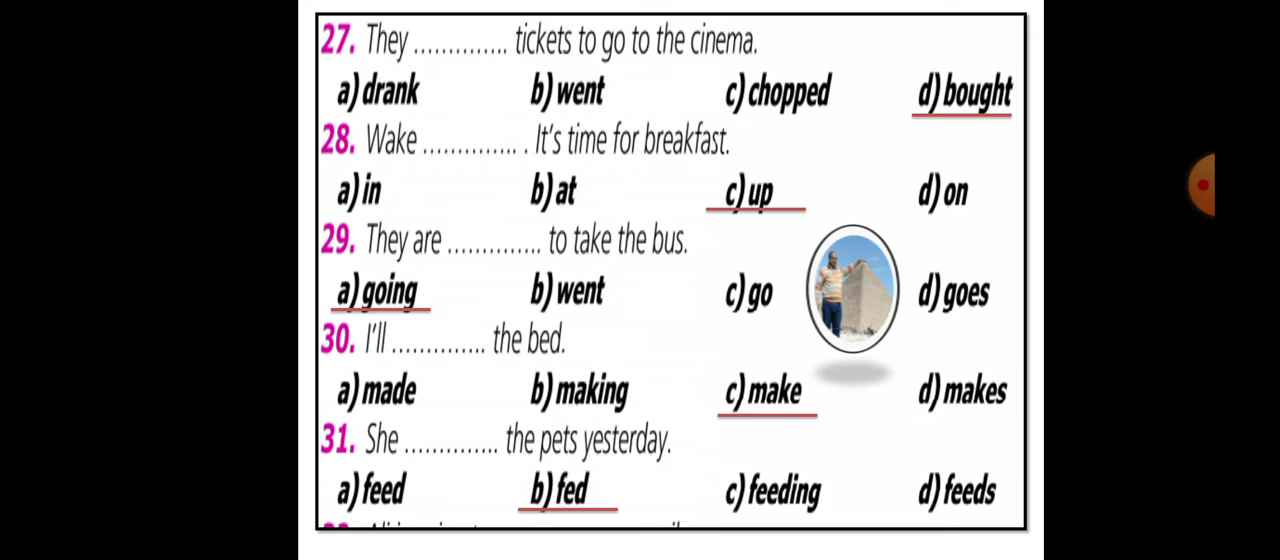 27. They .............. tickets to go to the cinema.
a) drank b) went c) chopped d) bought
28. Wake .............. . It's time for breakfast.
a) in b) at c) up d) on
29. They are .............. to take the bus.
a) going b) went c) go d) goes
30. I'll .............. the bed.
a) made b) making c) make d) makes
31. She .............. the pets yesterday.
a) feed b) fed c) feeding d) feeds